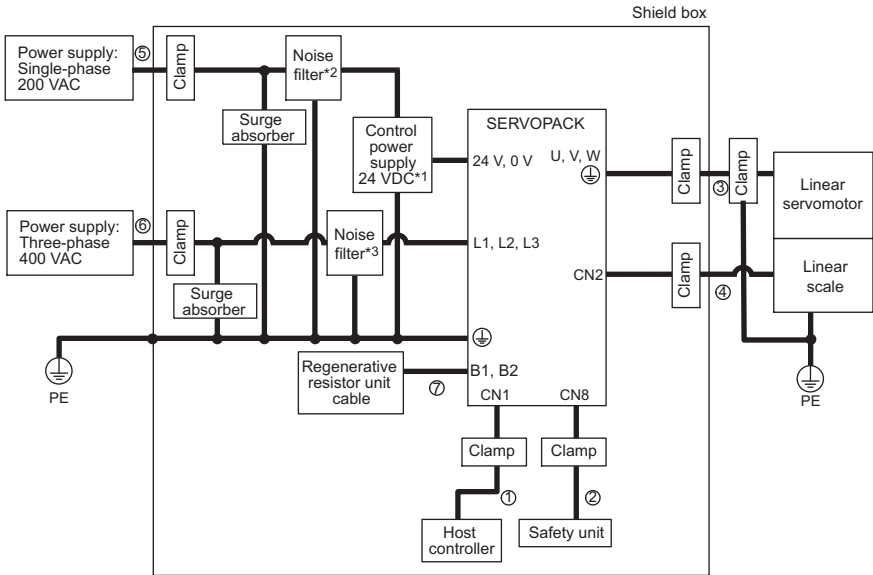 Shield box
Power supply:
Single-phase
200 VAC
⑤
Clamp
Noise
filter*2
Surge
absorber
Control
power
supply
24 VDC*1
SERVOPACK
24 V, 0 V
U, V, W
Clamp
③
Clamp
Linear
servomotor
Power supply:
Three-phase
400 VAC
⑥
Clamp
Noise
filter*3
L1, L2, L3
Surge
absorber
CN2
Clamp
④
Linear
scale
PE
Regenerative
resistor unit
cable
⑦
B1, B2
CN1
CN8
PE
Clamp
Clamp
①
②
Host
controller
Safety unit